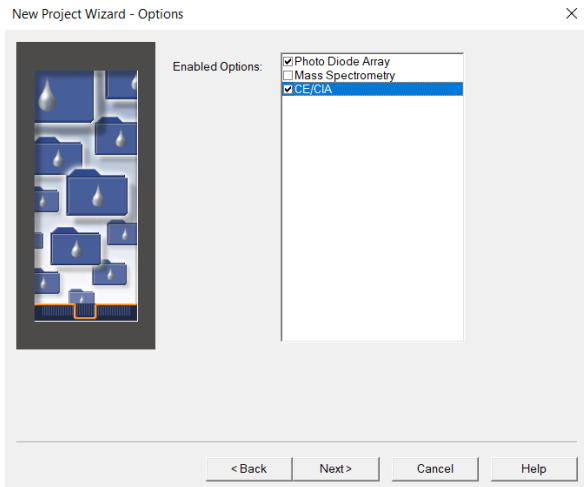 New Project Wizard - Options
Enabled Options:
Photo Diode Array
Mass Spectrometry
CE/CIA
< Back
Next >
Cancel
Help